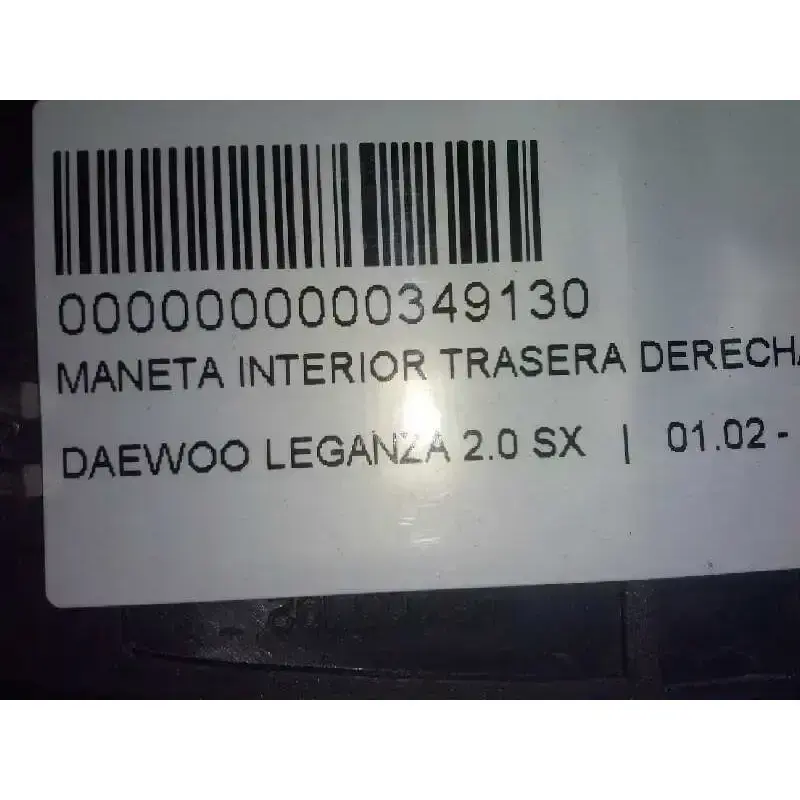 0000000000349130
MANETA INTERIOR TRASERA DERECHA
DAEWOO LEGANZA 2.0 SX | 01.02 -